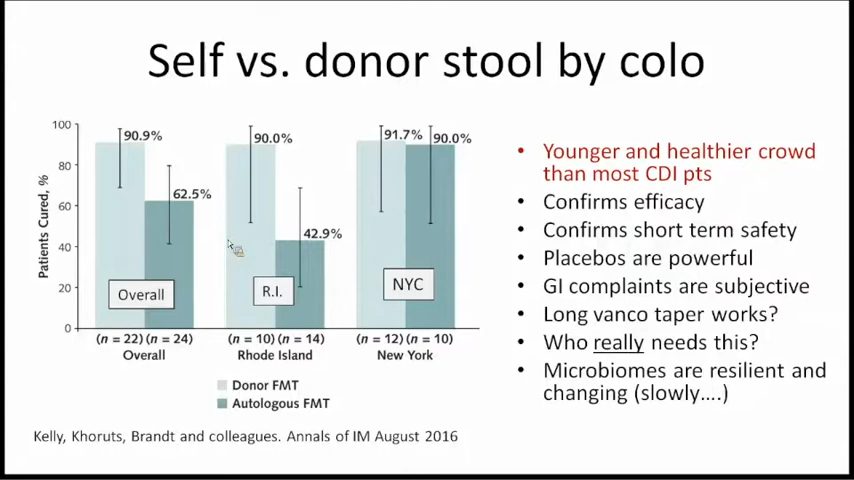 Self vs. donor stool by colo
100
80
60
40
20
0
Patients Cured, %
90.9%
62.5%
90.0%
42.9%
91.7%
90.0%
Overall
R.I.
NYC
(n = 22) (n = 24)
Overall
(n = 10) (n = 14)
Rhode Island
(n = 12) (n = 10)
New York
Donor FMT
Autologous FMT
• Younger and healthier crowd
than most CDI pts
• Confirms efficacy
• Confirms short term safety
• Placebos are powerful
• GI complaints are subjective
• Long vanco taper works?
• Who really needs this?
• Microbiomes are resilient and
changing (slowly....)
Kelly, Khoruts, Brandt and colleagues. Annals of IM August 2016